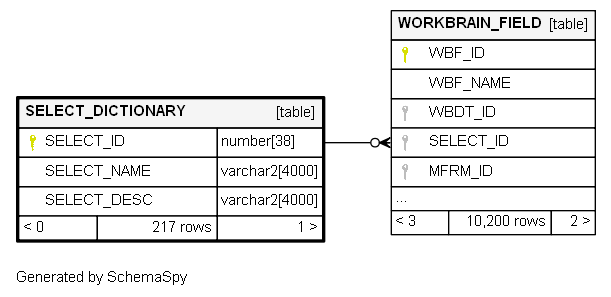 WORKBRAIN_FIELD [table]
WBF_ID
WBF_NAME
WBDT_ID
SELECT_ID
MFRM_ID
...
< 3 10,200 rows 2 >
SELECT_DICTIONARY [table]
SELECT_ID number[38]
SELECT_NAME varchar2[4000]
SELECT_DESC varchar2[4000]
< 0 217 rows 1 >
Generated by SchemaSpy